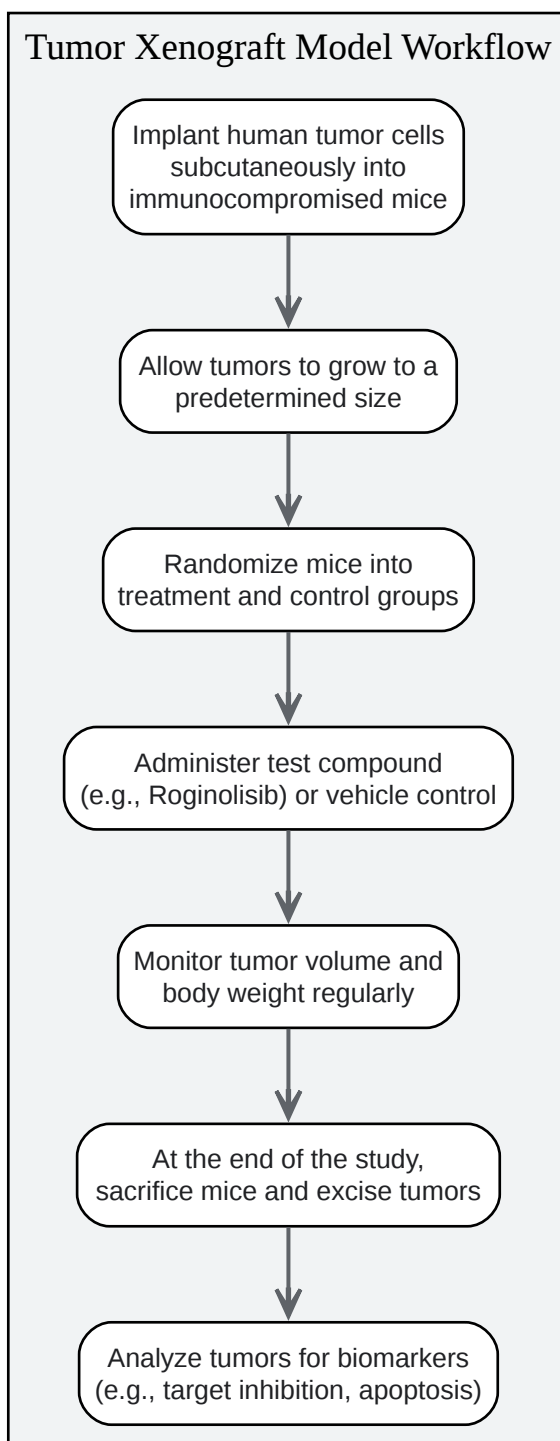 Tumor Xenograft Model Workflow
Implant human tumor cells
subcutaneously into
immunocompromised mice
Allow tumors to grow to a
predetermined size
Randomize mice into
treatment and control groups
Administer test compound
(e.g., Roginolisib) or vehicle control
Monitor tumor volume and
body weight regularly
At the end of the study,
sacrifice mice and excise tumors
Analyze tumors for biomarkers
(e.g., target inhibition, apoptosis)